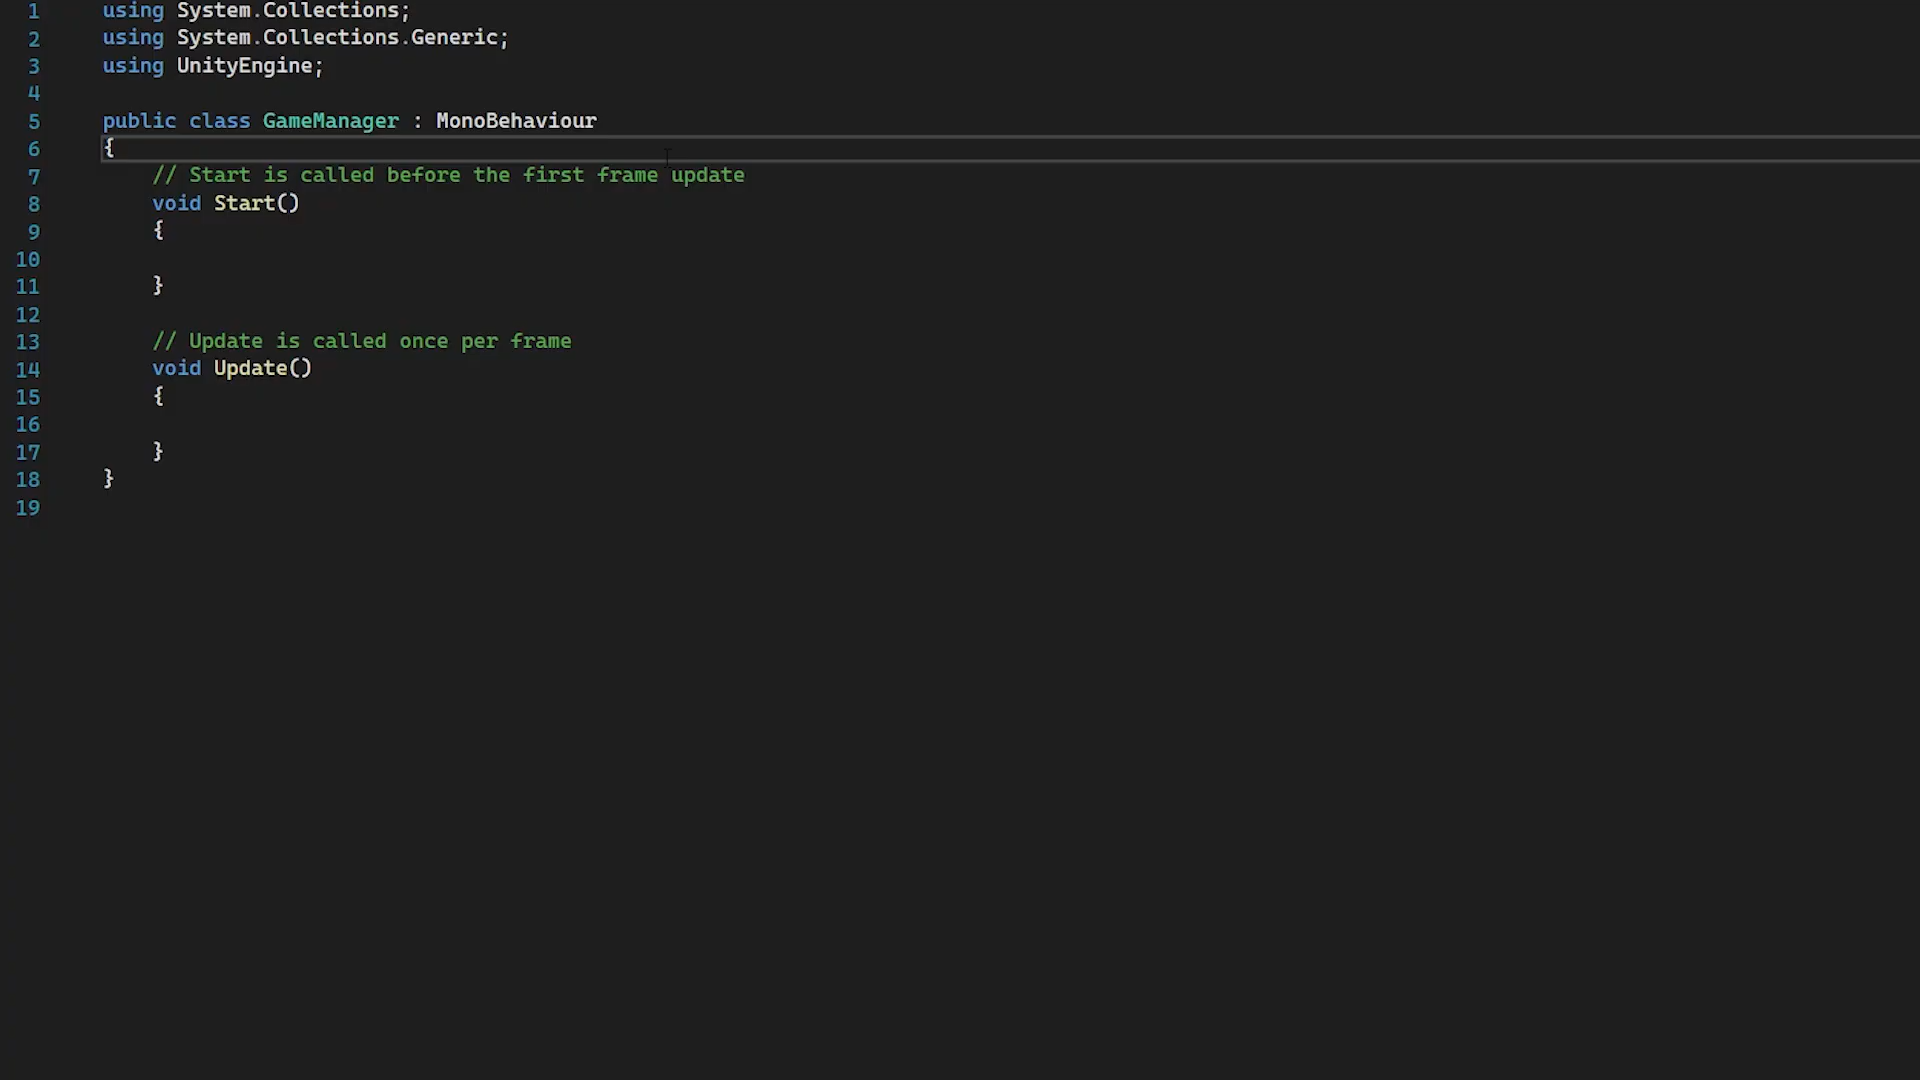 1 using System.Collections;
2 using System.Collections.Generic;
3 using UnityEngine;
4
5 public class GameManager : MonoBehaviour
6 {
7 // Start is called before the first frame update
8 void Start()
9 {
10
11 }
12
13 // Update is called once per frame
14 void Update()
15 {
16
17 }
18 }
19